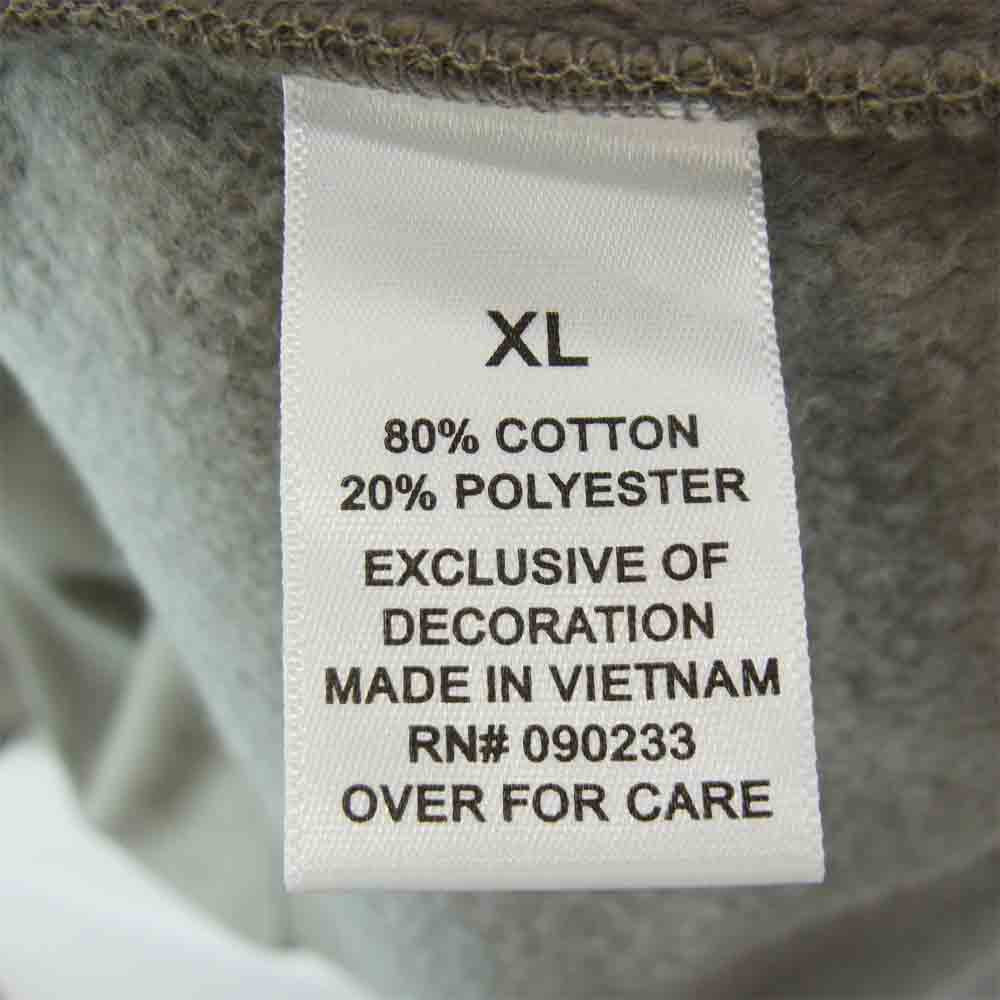 XL
80% COTTON
20% POLYESTER
EXCLUSIVE OF
DECORATION
MADE IN VIETNAM
RN# 090233
OVER FOR CARE